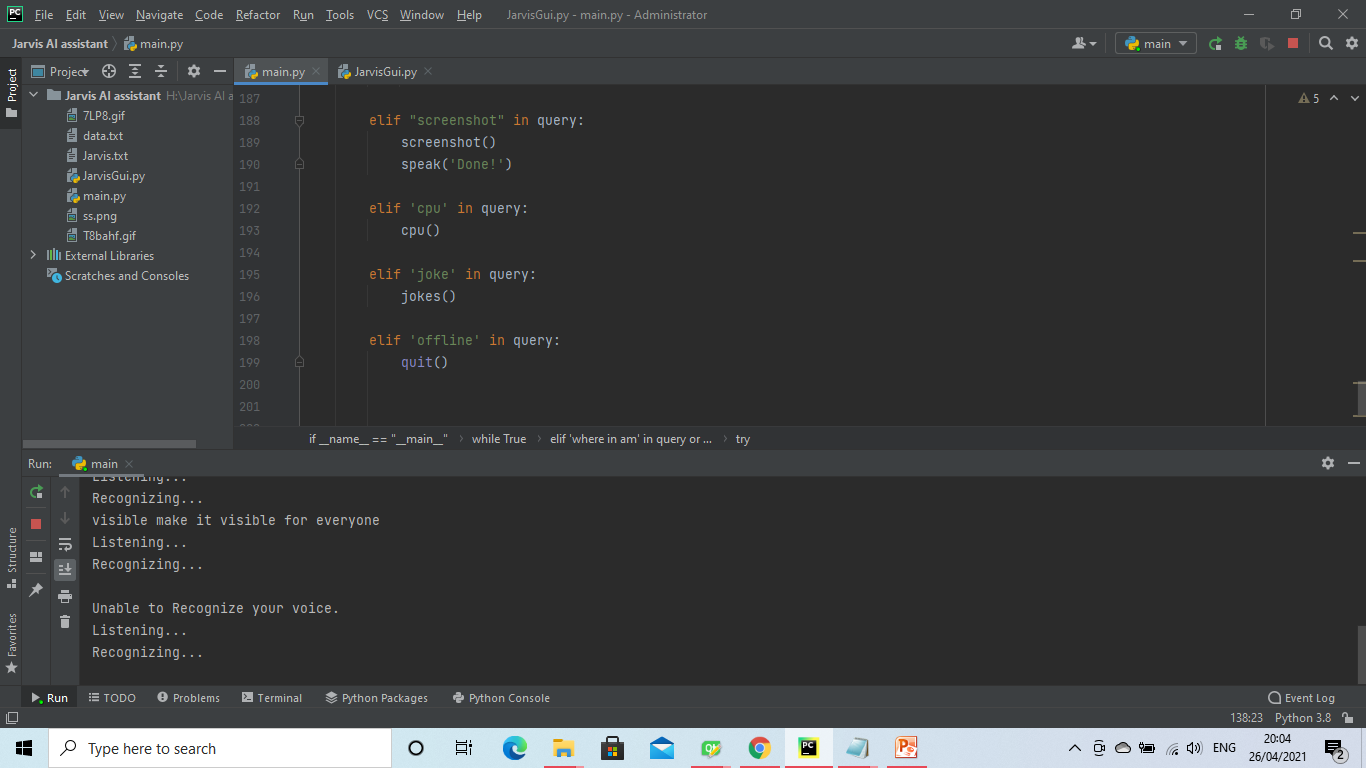 PC File Edit View Navigate Code Refactor Run Tools VCS Window Help JarvisGui.py - main.py - Administrator
Jarvis AI assistant main.py main
Project main.py JarvisGui.py
Project
Jarvis AI assistant H:\Jarvis AI a
7LP8.gif
data.txt
Jarvis.txt
JarvisGui.py
main.py
ss.png
T8bahf.gif
External Libraries
Scratches and Consoles
5
187
188 elif "screenshot" in query:
189 screenshot()
190 speak('Done!')
191
192 elif 'cpu' in query:
193 cpu()
194
195 elif 'joke' in query:
196 jokes()
197
198 elif 'offline' in query:
199 quit()
200
201
if __name__ == "__main__" while True elif 'where in am' in query or ... try
Run: main
Listening...
Recognizing...
visible make it visible for everyone
Listening...
Recognizing...
Unable to Recognize your voice.
Listening...
Recognizing...
Structure
Favorites
Run TODO Problems Terminal Python Packages Python Console Event Log
138:23 Python 3.8
Type here to search
PC
ENG
20:04
26/04/2021
2